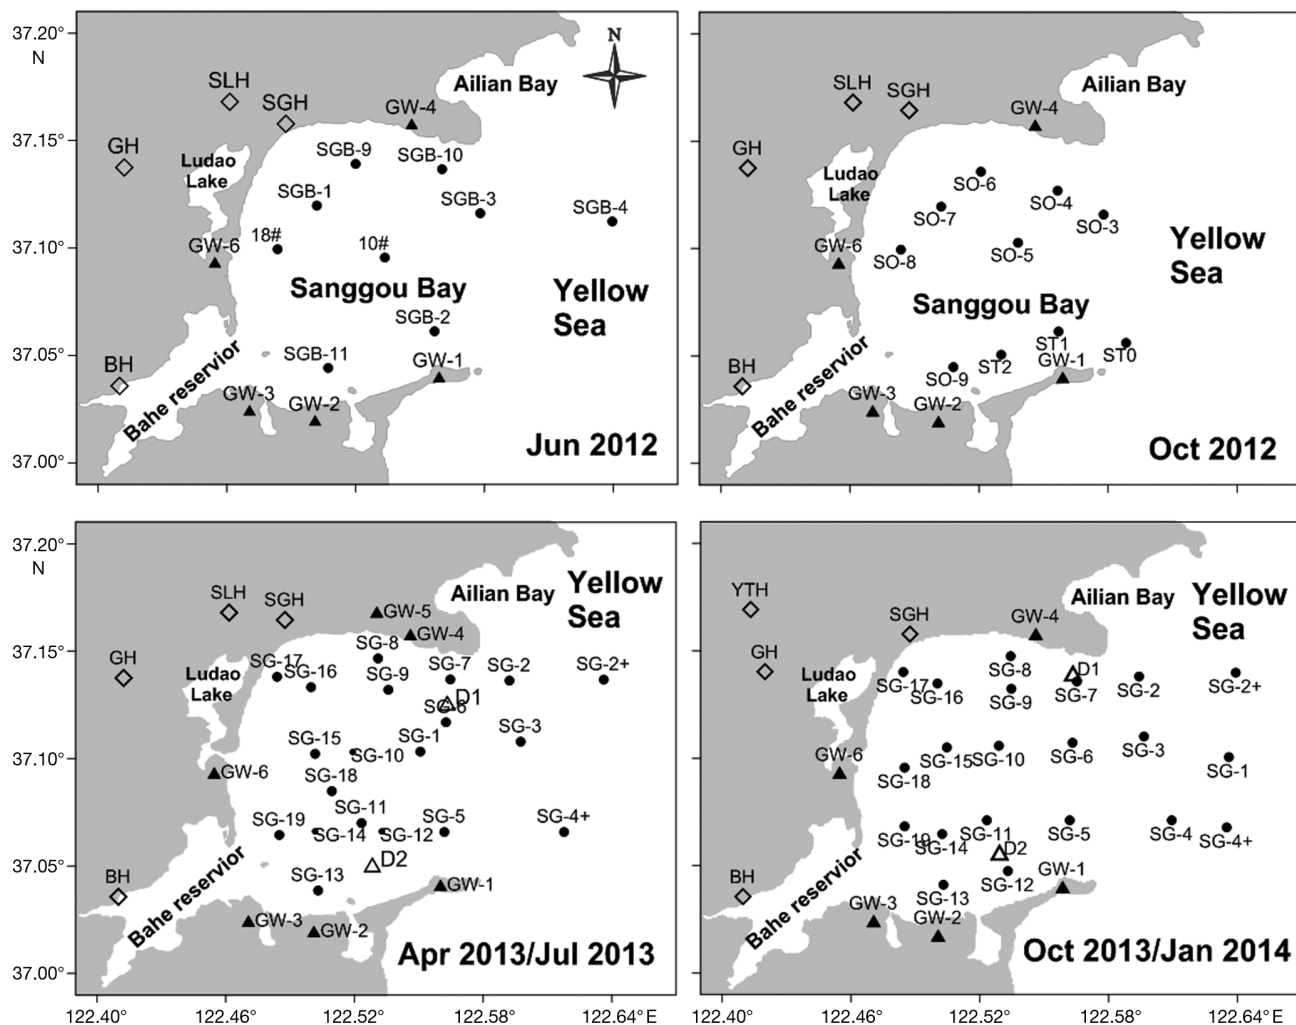 37.20°
N
37.15°
37.10°
37.05°
37.00°
N
Ailian Bay
SLH
SGH
GW-4
GH
Ludao
Lake
SGB-9
SGB-10
SGB-1
SGB-3
SGB-4
18#
10#
GW-6
Sanggou Bay
Yellow
Sea
SGB-2
SGB-11
GW-1
BH
Bahe reservior
GW-3
GW-2
Jun 2012
Ailian Bay
SLH
SGH
GW-4
GH
Ludao
Lake
SO-6
SO-4
SO-7
SO-3
GW-6
SO-8
SO-5
Yellow
Sea
Sanggou Bay
ST1
ST0
GW-1
ST2
SO-9
BH
Bahe reservior
GW-3
GW-2
Oct 2012
37.20°
N
37.15°
37.10°
37.05°
37.00°
Yellow
Sea
Ailian Bay
SLH
SGH
GW-5
GW-4
GH
Ludao
Lake
SG-17
SG-16
SG-8
SG-9
SG-7
SG-2
SG-2+
D1
SG-6
SG-3
SG-1
SG-15
SG-10
GW-6
SG-18
SG-11
SG-19
SG-14
SG-12
SG-5
SG-4+
D2
SG-13
BH
Bahe reservior
GW-1
GW-3
GW-2
Apr 2013/Jul 2013
122.40°
122.46°
122.52°
122.58°
122.64°E
Yellow
Sea
Ailian Bay
YTH
SGH
GW-4
GH
Ludao
Lake
SG-17
SG-16
SG-8
SG-9
D1
SG-7
SG-2
SG-2+
GW-6
SG-18
SG-15
SG-10
SG-6
SG-3
SG-1
SG-19
SG-14
SG-11
D2
SG-5
SG-4
SG-4+
SG-12
SG-13
GW-1
BH
Bahe reservior
GW-3
GW-2
Oct 2013/Jan 2014
122.40°
122.46°
122.52°
122.58°
122.64°E